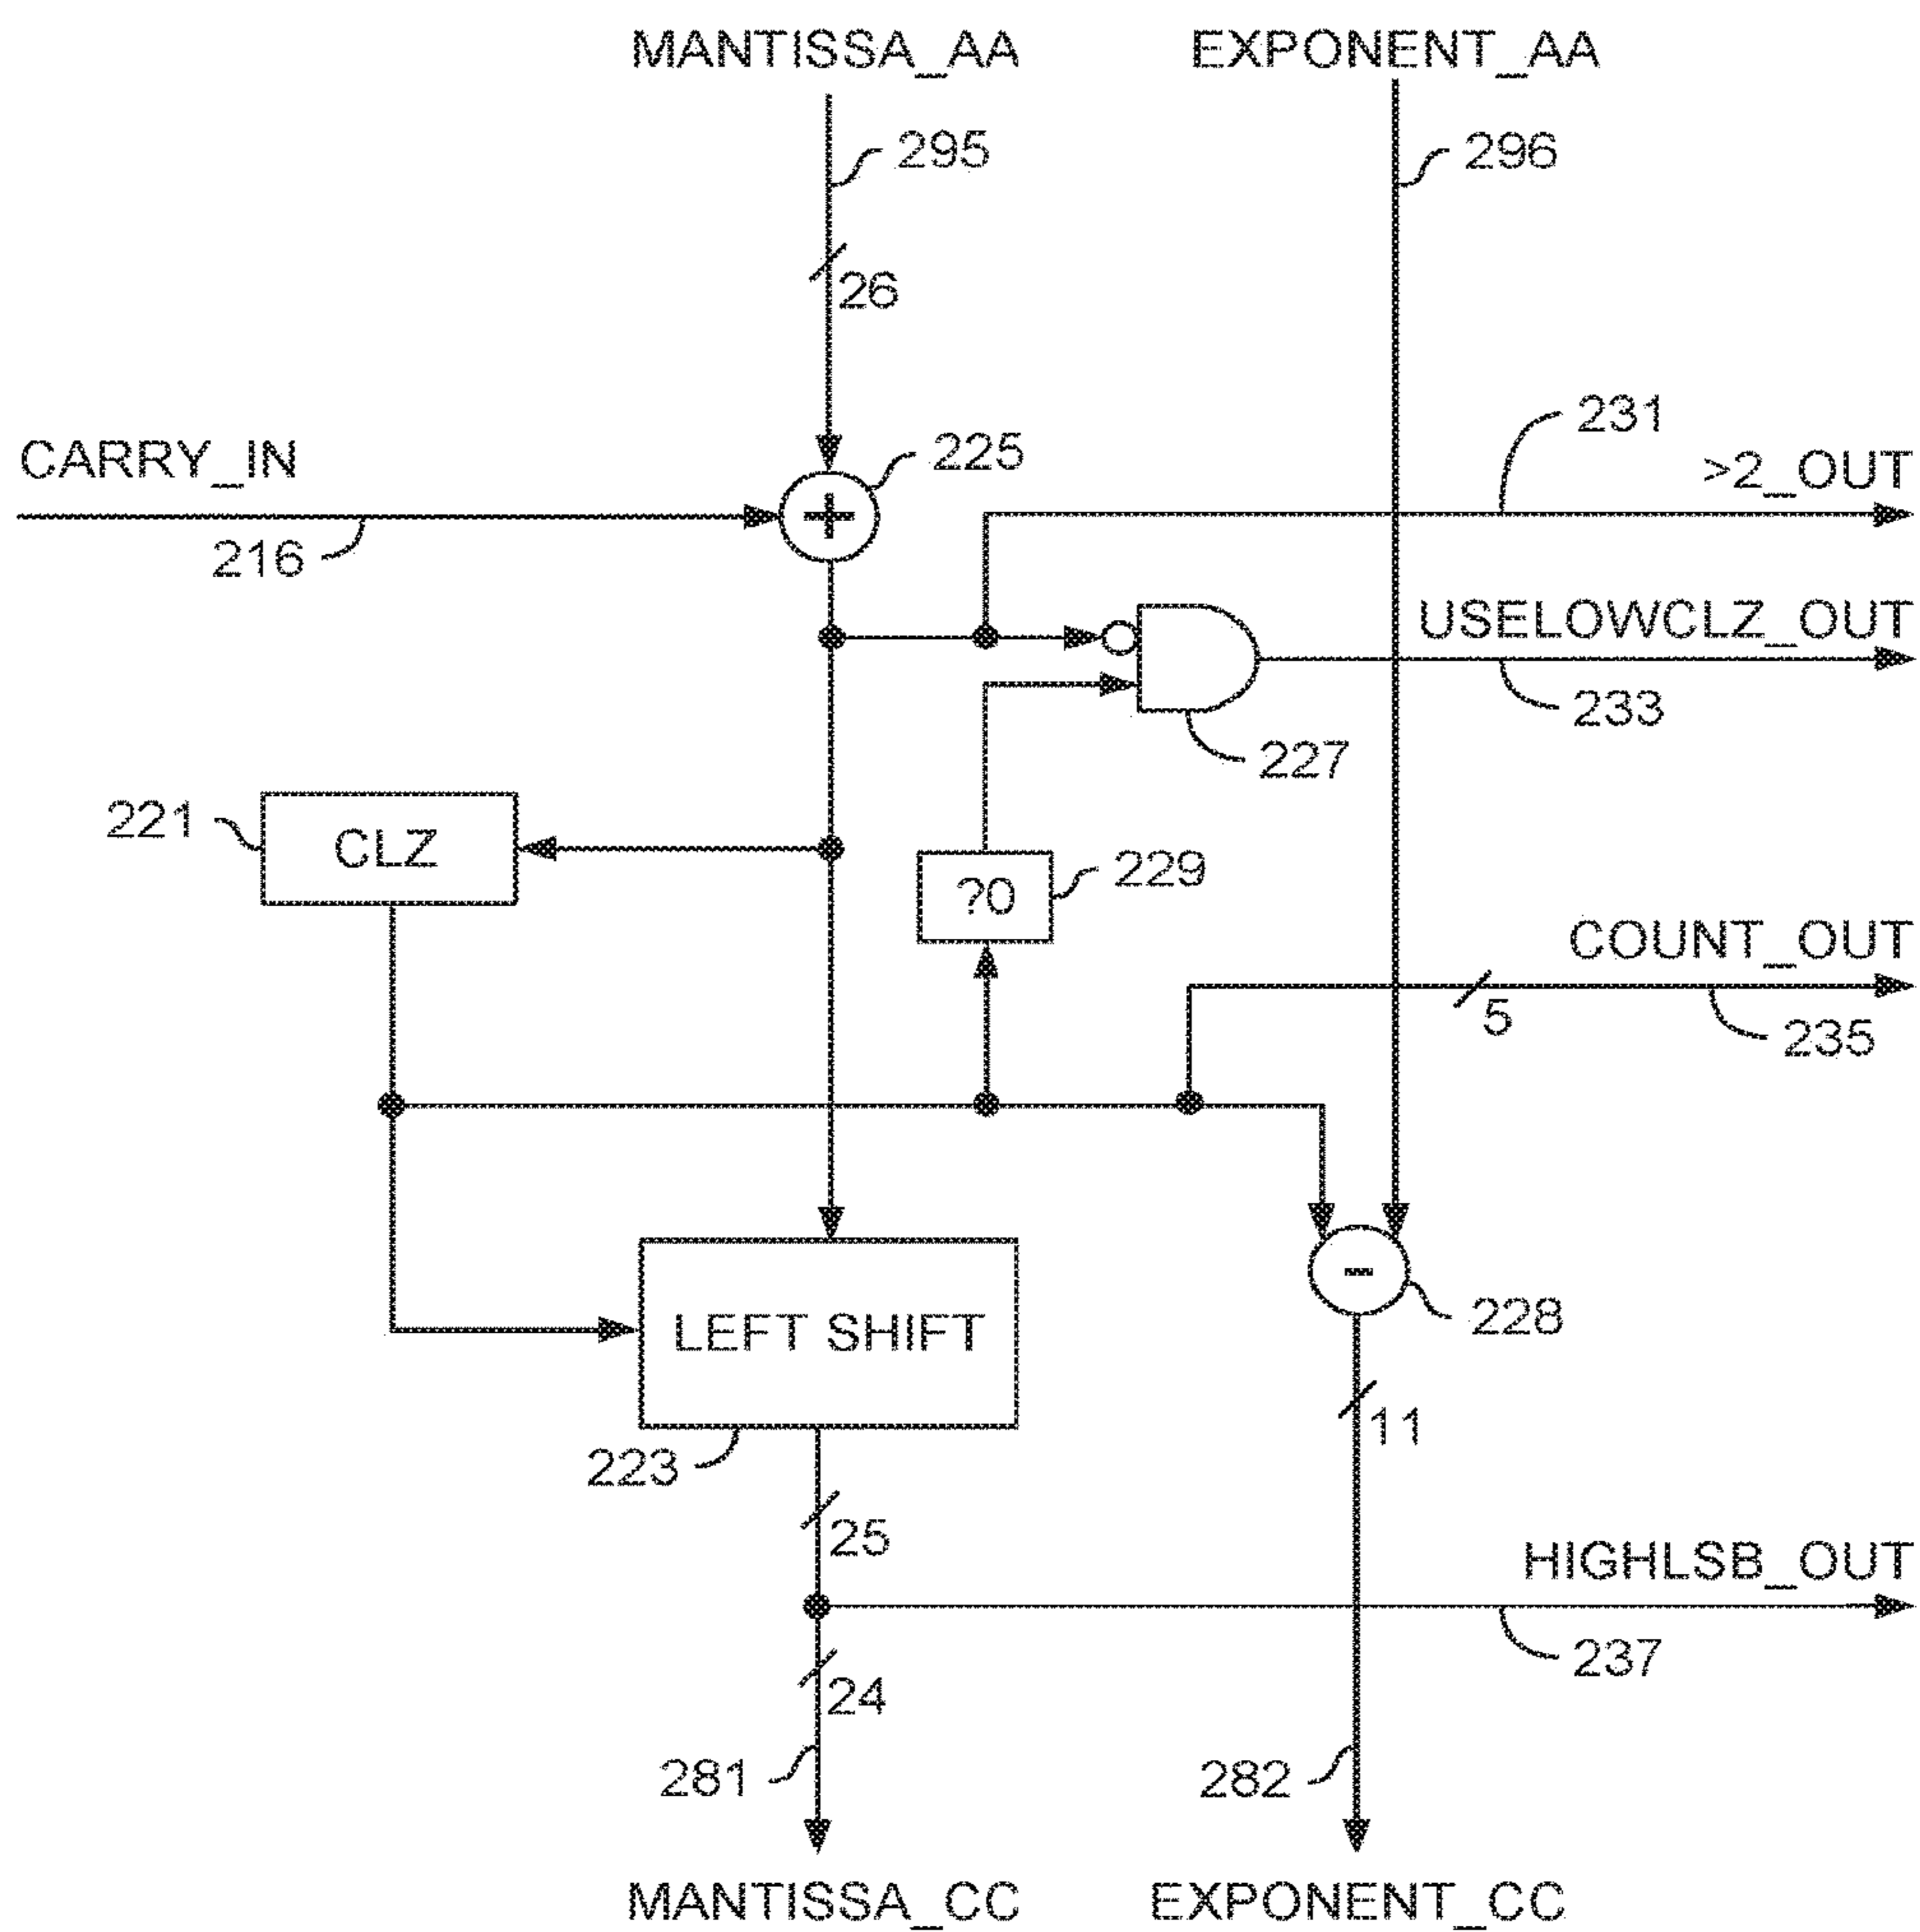 MANTISSA_AA
EXPONENT_AA
295
296
26
231
CARRY_IN
225
>2_OUT
+
216
USELOWCLZ_OUT
233
227
221
CLZ
?0
229
COUNT_OUT
5
235
-
LEFT SHIFT
228
11
223
25
HIGHLSB_OUT
237
24
281
282
MANTISSA_CC
EXPONENT_CC